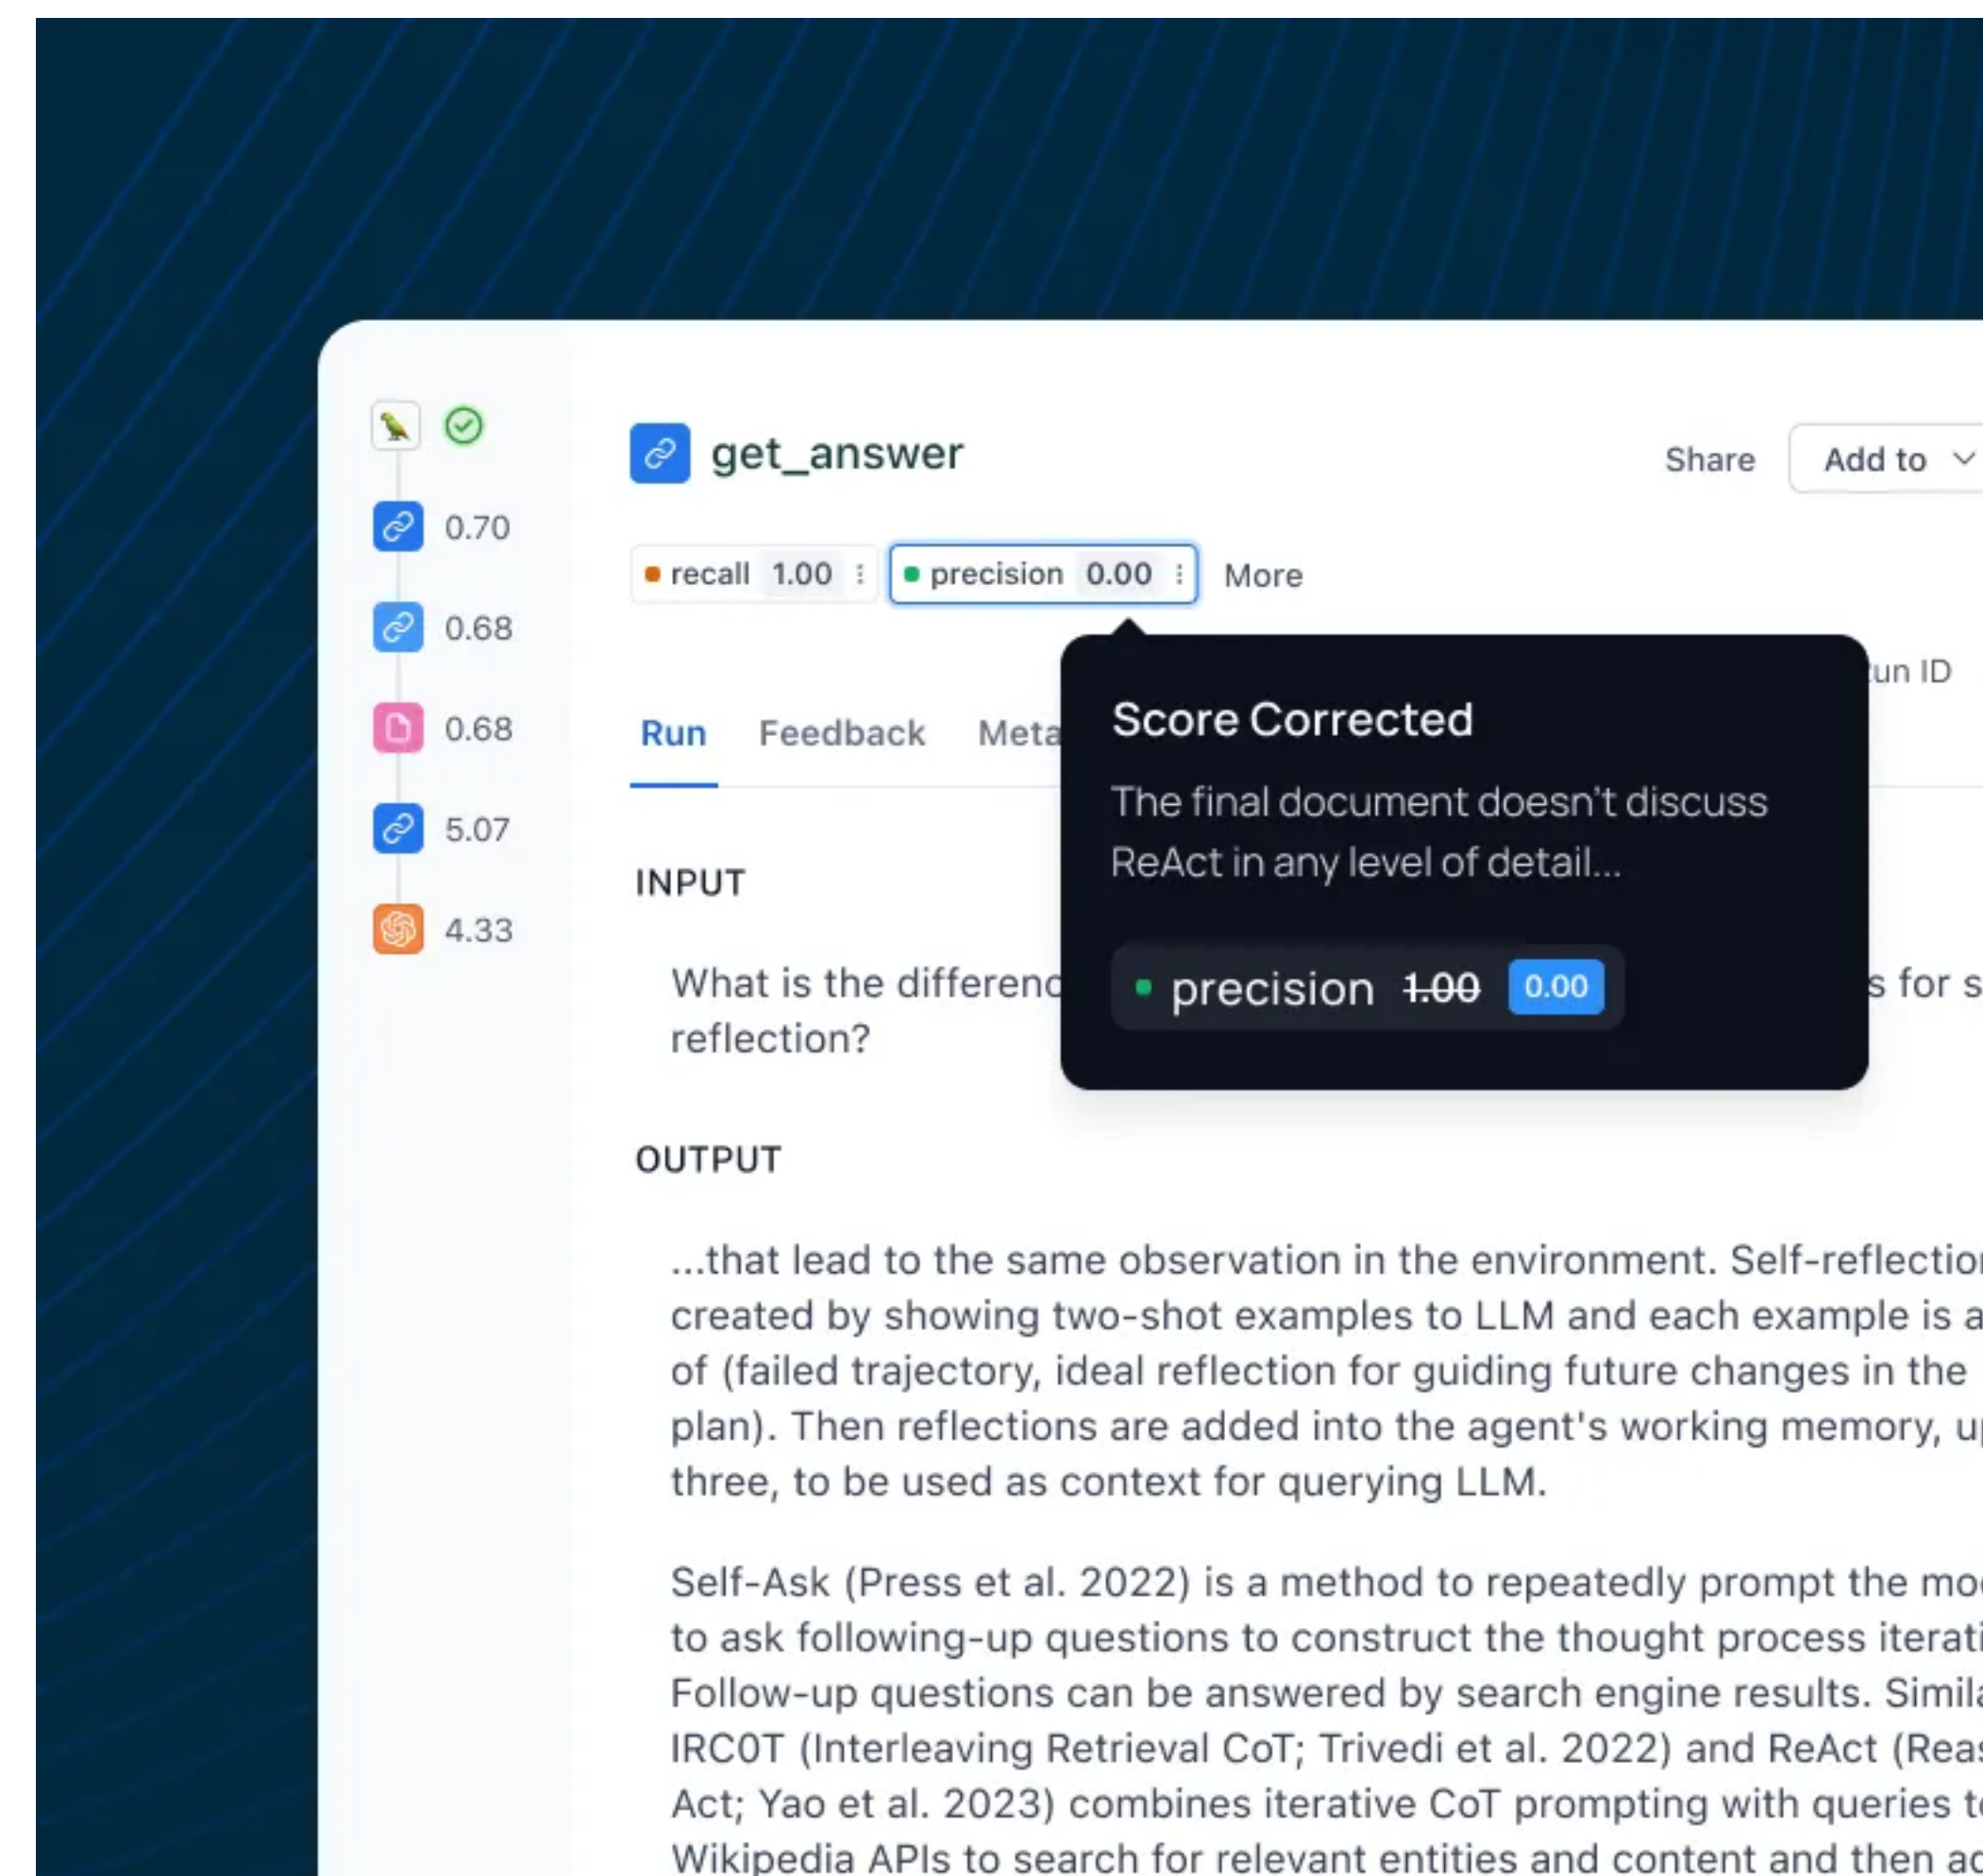 get_answer
Share
Add to
0.70
0.68
0.68
5.07
4.33
recall 1.00
precision 0.00
More
ID
Run
Feedback
Score Corrected
The final document doesn't discuss
ReAct in any level of detail...
precision 1.00 0.00
INPUT
What is the for
reflection?
OUTPUT
...that lead to the same observation in the environment.
created by showing two-shot examples to LLM and each example is
of (failed trajectory, ideal reflection for guiding future changes in the
plan). Then reflections are added into the agent's working memory,
three, to be used as context for querying LLM.
Self-Ask (Press et al. 2022) is a method to repeatedly prompt the
to ask following-up questions to construct the thought process
Follow-up questions can be answered by search engine results.
IRC0T (Interleaving Retrieval CoT; Trivedi et al. 2022) and ReAct
Act; Yao et al. 2023) combines iterative CoT prompting with queries
Wikipedia APIs to search for relevant entities and content and then